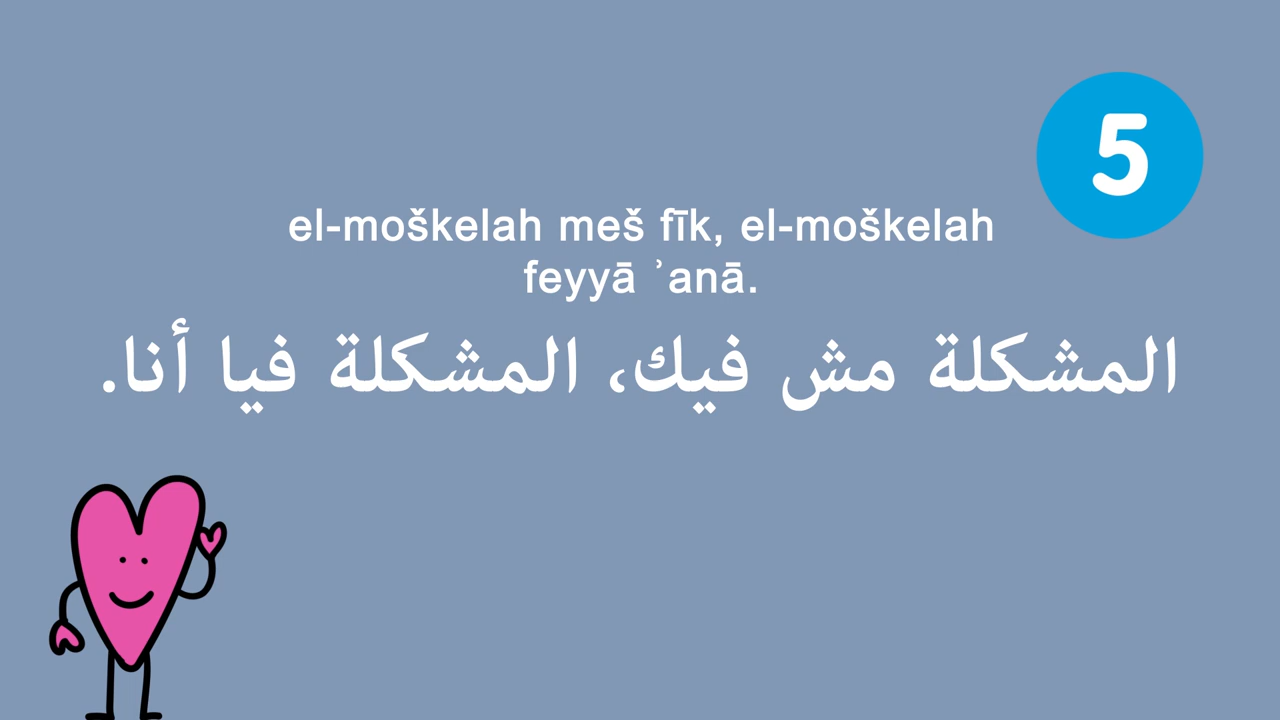 5
el-moškelah meš fīk, el-moškelah
feyyā ʾanā.
المشكلة مش فيك، المشكلة فيا أنا.